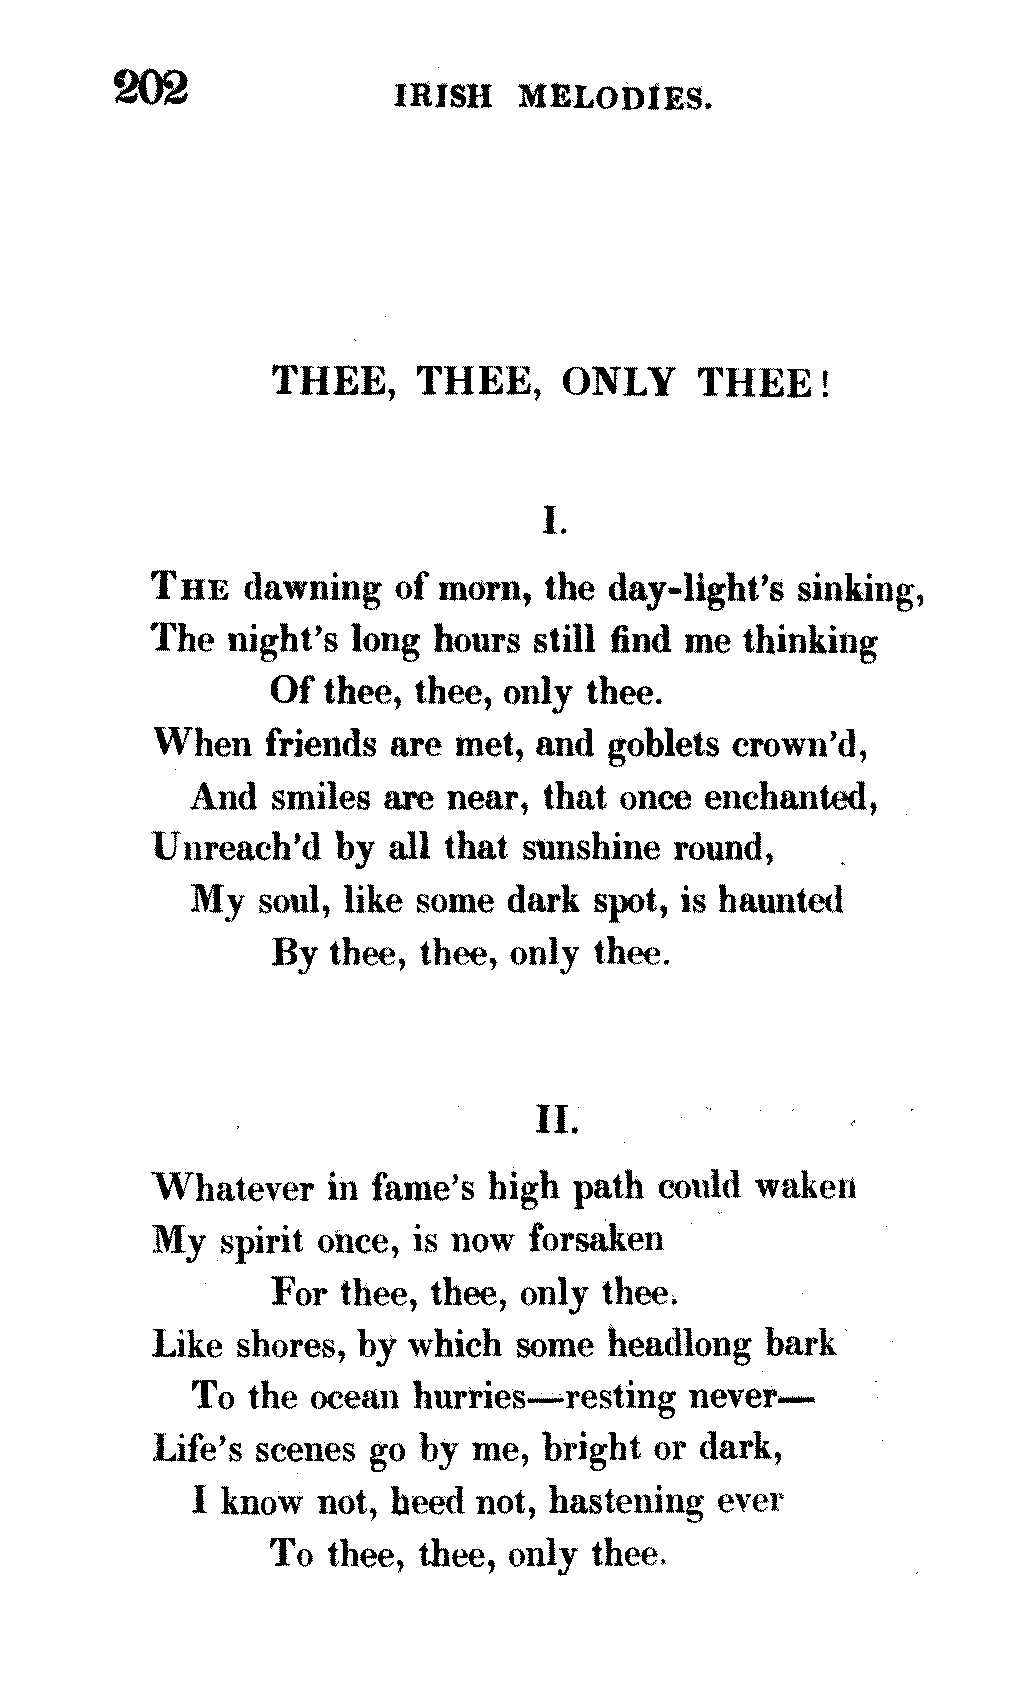 202 IRISH MELODIES.
THEE, THEE, ONLY THEE!
I.
THE dawning of morn, the day-light's sinking,
The night's long hours still find me thinking
Of thee, thee, only thee.
When friends are met, and goblets crown'd,
And smiles are near, that once enchanted,
Unreach'd by all that sunshine round,
My soul, like some dark spot, is haunted
By thee, thee, only thee.
II.
Whatever in fame's high path could waken
My spirit once, is now forsaken
For thee, thee, only thee.
Like shores, by which some headlong bark
To the ocean hurries—resting never—
Life's scenes go by me, bright or dark,
I know not, heed not, hastening ever
To thee, thee, only thee.